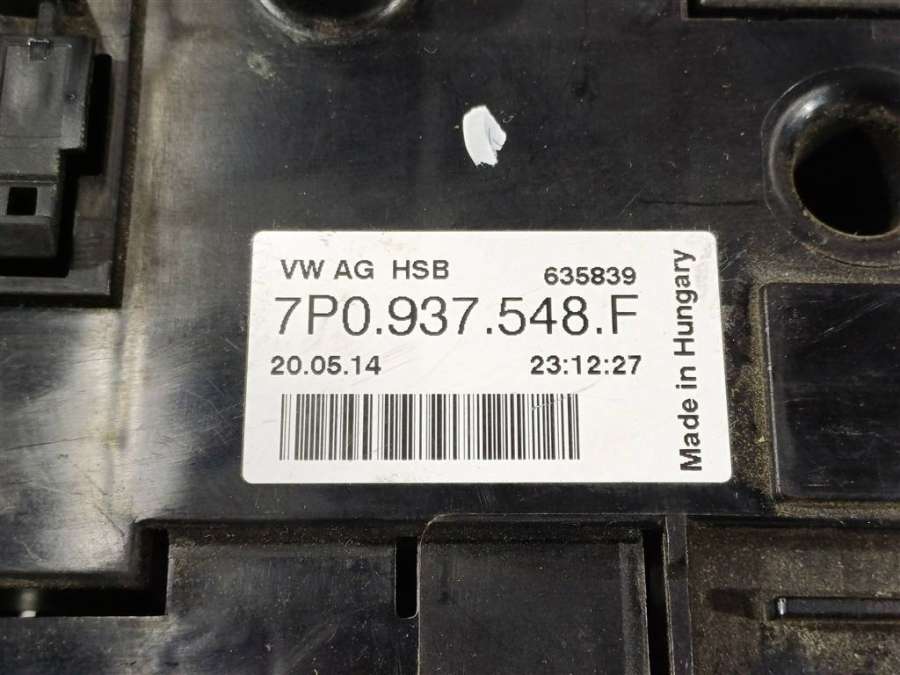 VW AG HSB 635839
7P0.937.548.F
20.05.14 23:12:27
Made in Hungary